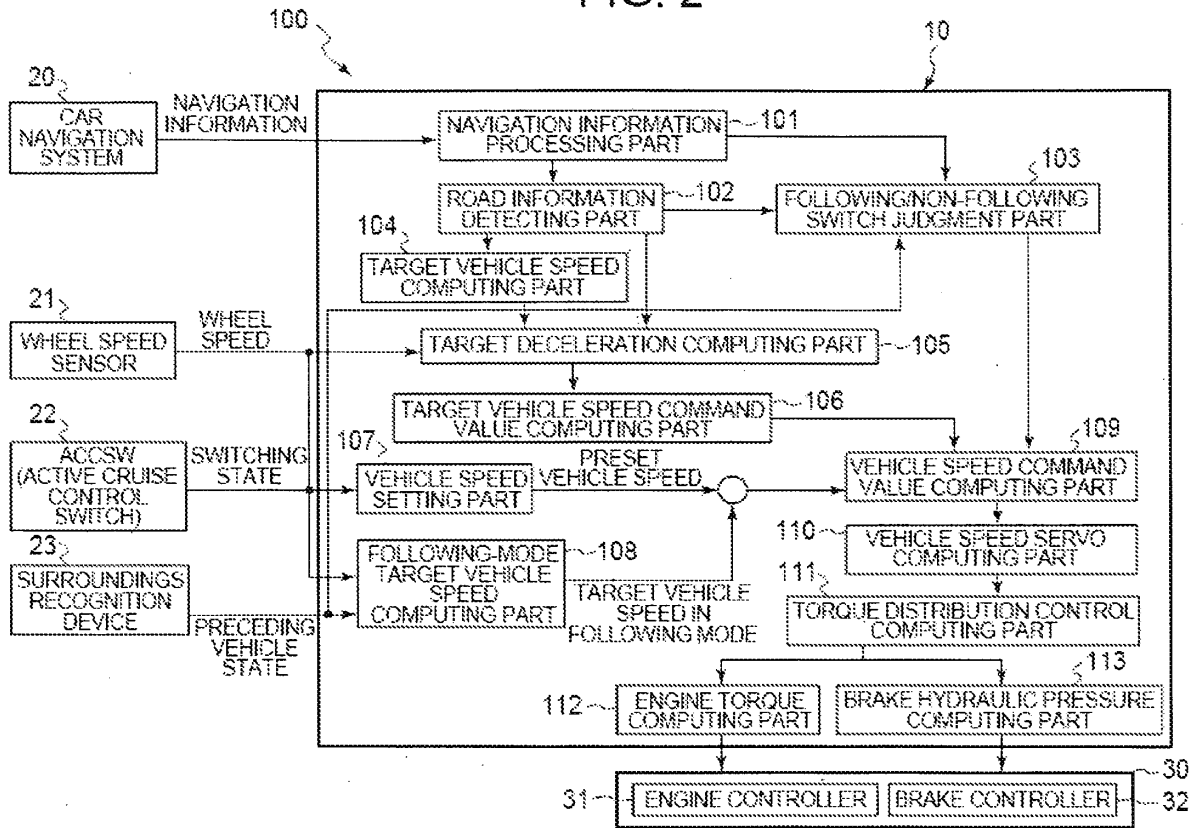 FIG. 2
100
10
20
CAR
NAVIGATION
SYSTEM
NAVIGATION
INFORMATION
NAVIGATION INFORMATION
PROCESSING PART
101
103
ROAD INFORMATION
DETECTING PART
102
FOLLOWING/NON-FOLLOWING
SWITCH JUDGMENT PART
104
TARGET VEHICLE SPEED
COMPUTING PART
21
WHEEL SPEED
SENSOR
WHEEL
SPEED
TARGET DECELERATION COMPUTING PART
105
TARGET VEHICLE SPEED COMMAND
VALUE COMPUTING PART
106
22
ACCSW
(ACTIVE CRUISE
CONTROL
SWITCH)
SWITCHING
STATE
107
VEHICLE SPEED
SETTING PART
PRESET
VEHICLE SPEED
109
VEHICLE SPEED COMMAND
VALUE COMPUTING PART
110
VEHICLE SPEED SERVO
COMPUTING PART
23
SURROUNDINGS
RECOGNITION
DEVICE
PRECEDING
VEHICLE
STATE
FOLLOWING-MODE
TARGET VEHICLE
SPEED
COMPUTING PART
108
TARGET VEHICLE
SPEED IN
FOLLOWING MODE
111
TORQUE DISTRIBUTION CONTROL
COMPUTING PART
112
ENGINE TORQUE
COMPUTING PART
113
BRAKE HYDRAULIC PRESSURE
COMPUTING PART
30
31
ENGINE CONTROLLER
BRAKE CONTROLLER
32